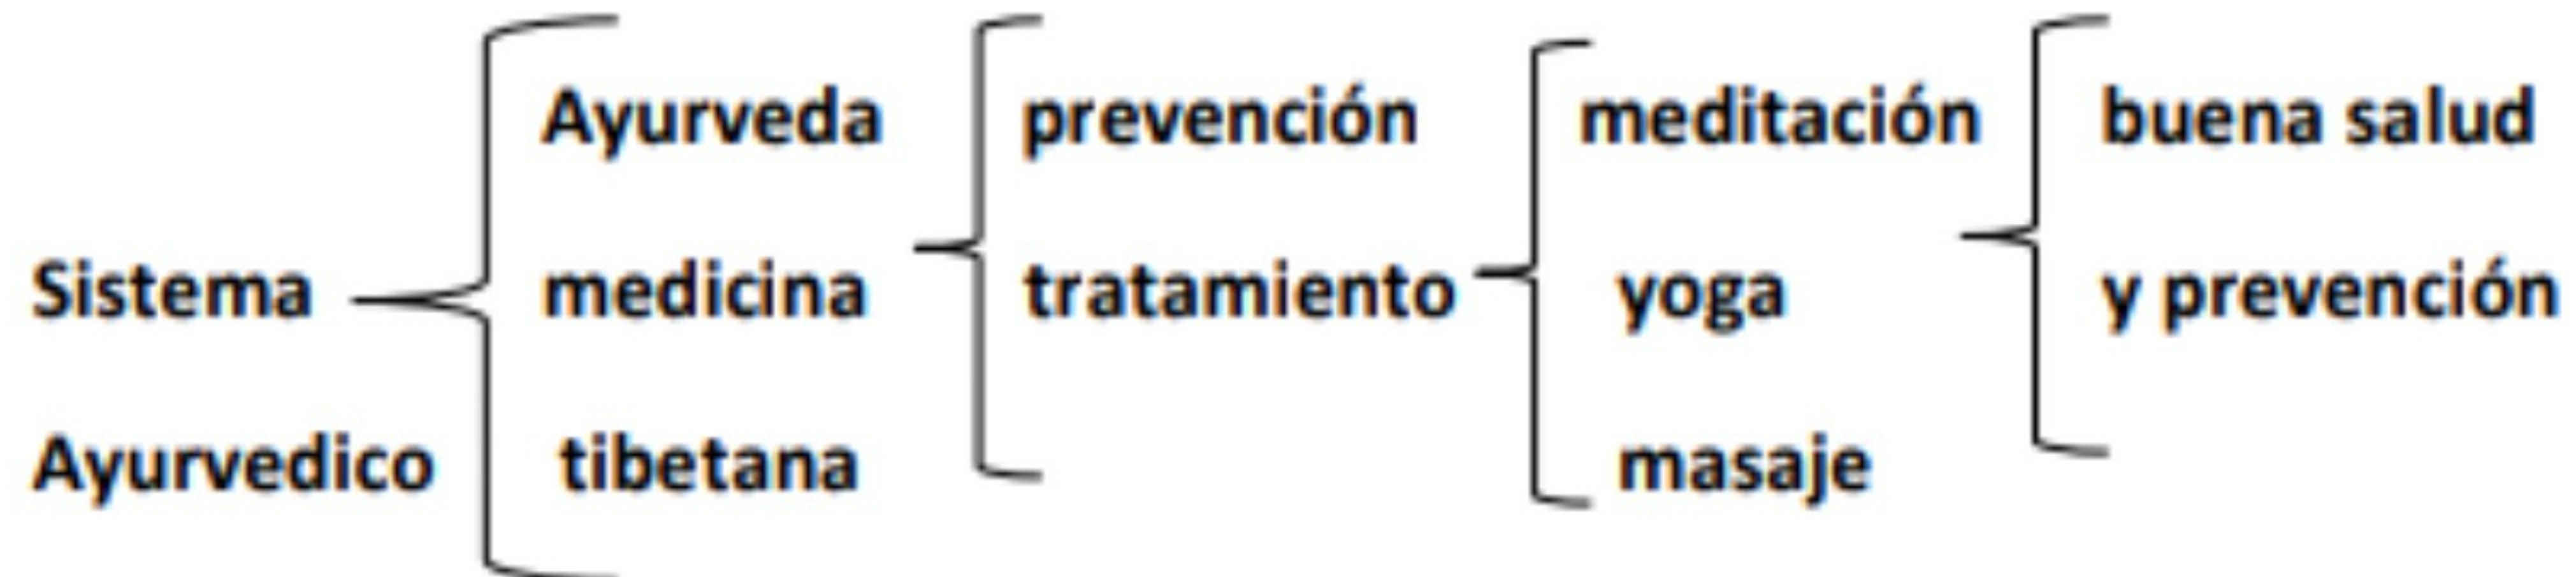 Sistema
Ayurvedico
Ayurveda
medicina
tibetana
prevención
tratamiento
meditación
yoga
masaje
buena salud
y prevención